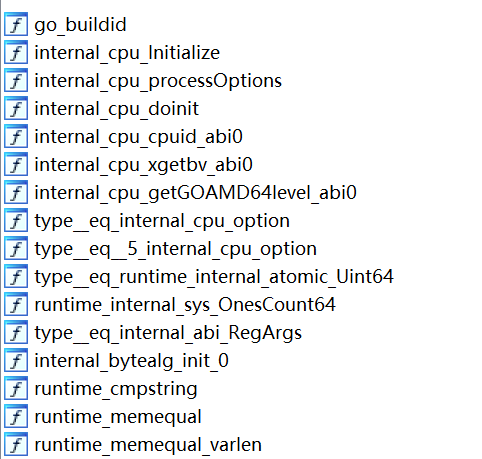 go_buildid
internal_cpu_Initialize
internal_cpu_processOptions
internal_cpu_doinit
internal_cpu_cpuid_abi0
internal_cpu_xgetbv_abi0
internal_cpu_getGOAMD64level_abi0
type__eq_internal_cpu_option
type__eq__5_internal_cpu_option
type__eq_runtime_internal_atomic_Uint64
runtime_internal_sys_OnesCount64
type__eq_internal_abi_RegArgs
internal_bytealg_init_0
runtime_cmpstring
runtime_memequal
runtime_memequal_varlen